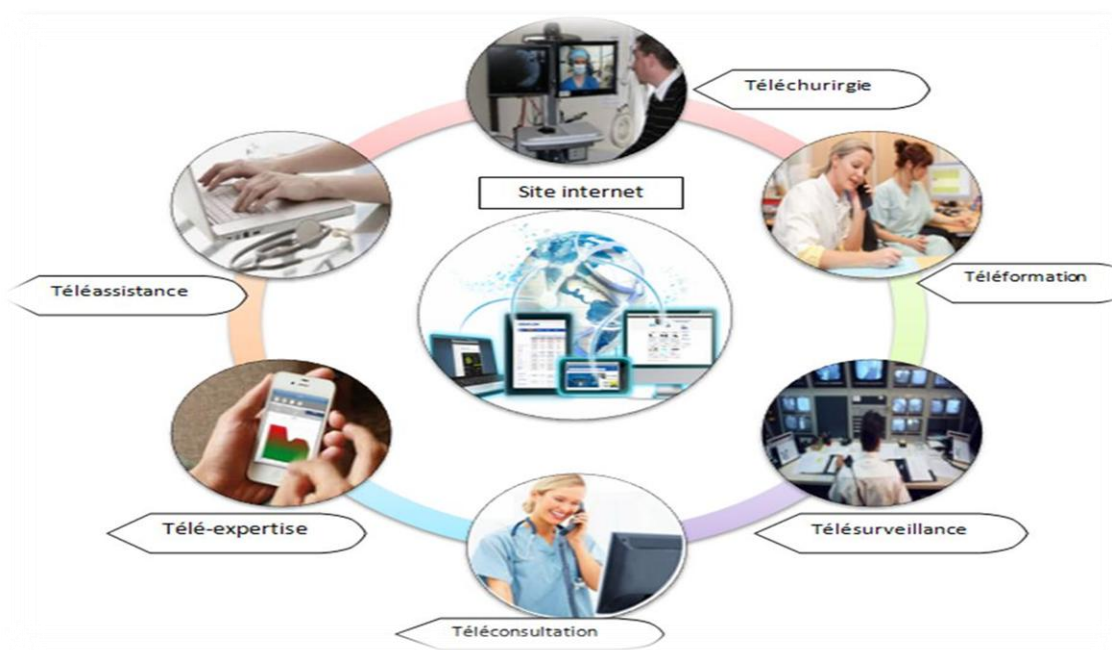 Téléchurirgie
Site internet
Téléassistance
Téléformation
Télé-expertise
Télésurveillance
Téléconsultation